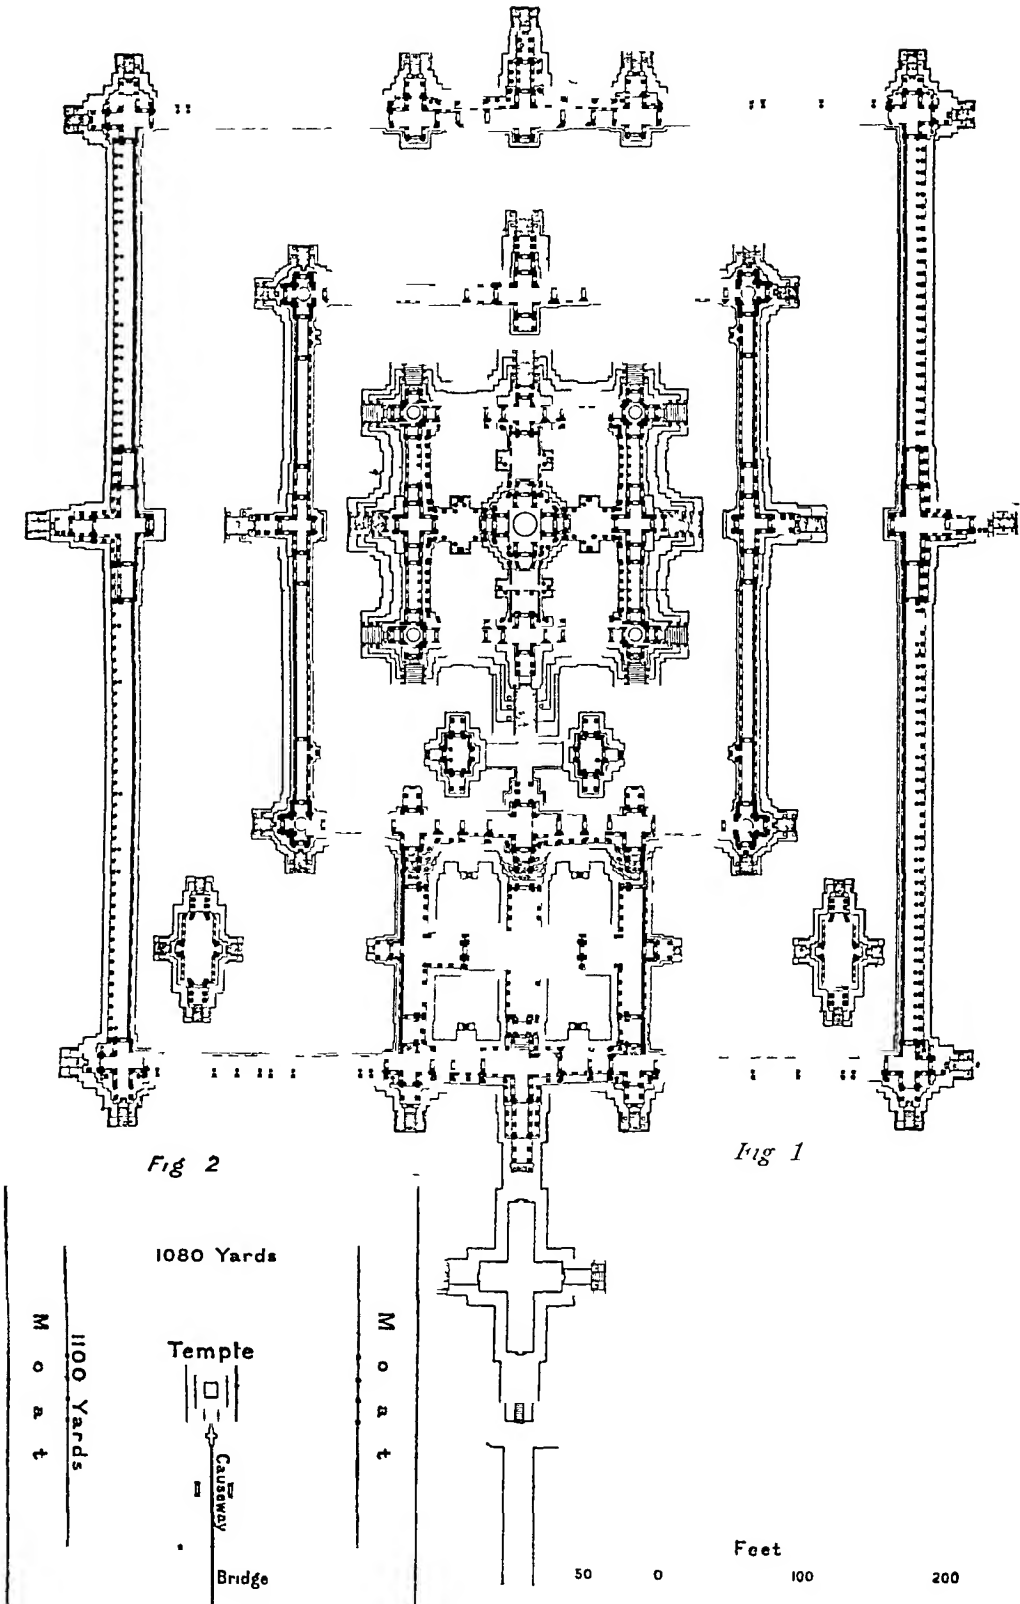 Fig 2
Fig 1
1080 Yards
Moat
1100 Yards
Temple
Moat
Causeway
Bridge
Feet
50 0 100 200